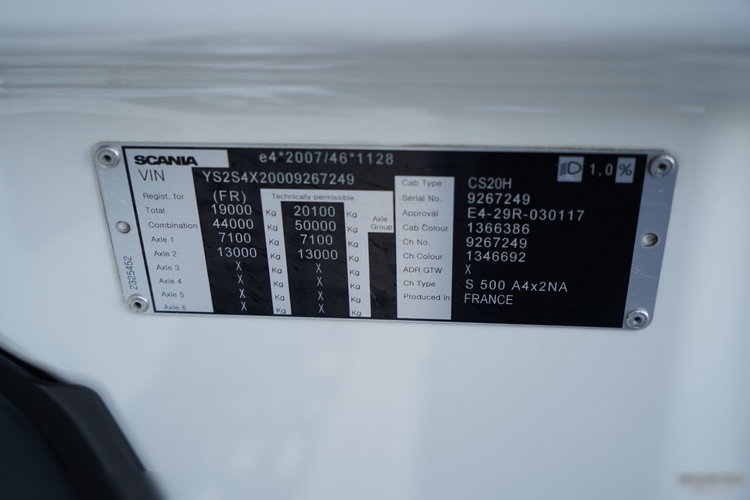 SCANIA e4*2007/46*1128 1,0 %
VIN YS2S4X20009267249
Regist. for (FR) Technically permissible
Total 19000 Kg 20100 Kg Axle Group
Combination 44000 Kg 50000 Kg
Axle 1 7100 Kg 7100 Kg
Axle 2 13000 Kg 13000 Kg
Axle 3 X Kg X Kg
Axle 4 X Kg X Kg
Axle 5 X Kg X Kg
Axle 6 X Kg X Kg
Cab Type CS20H
Serial No. 9267249
Approval E4-29R-030117
Cab Colour 1366386
Ch No. 9267249
Ch Colour 1346692
ADR GTW X
Ch Type S 500 A4x2NA
Produced in FRANCE
2325452